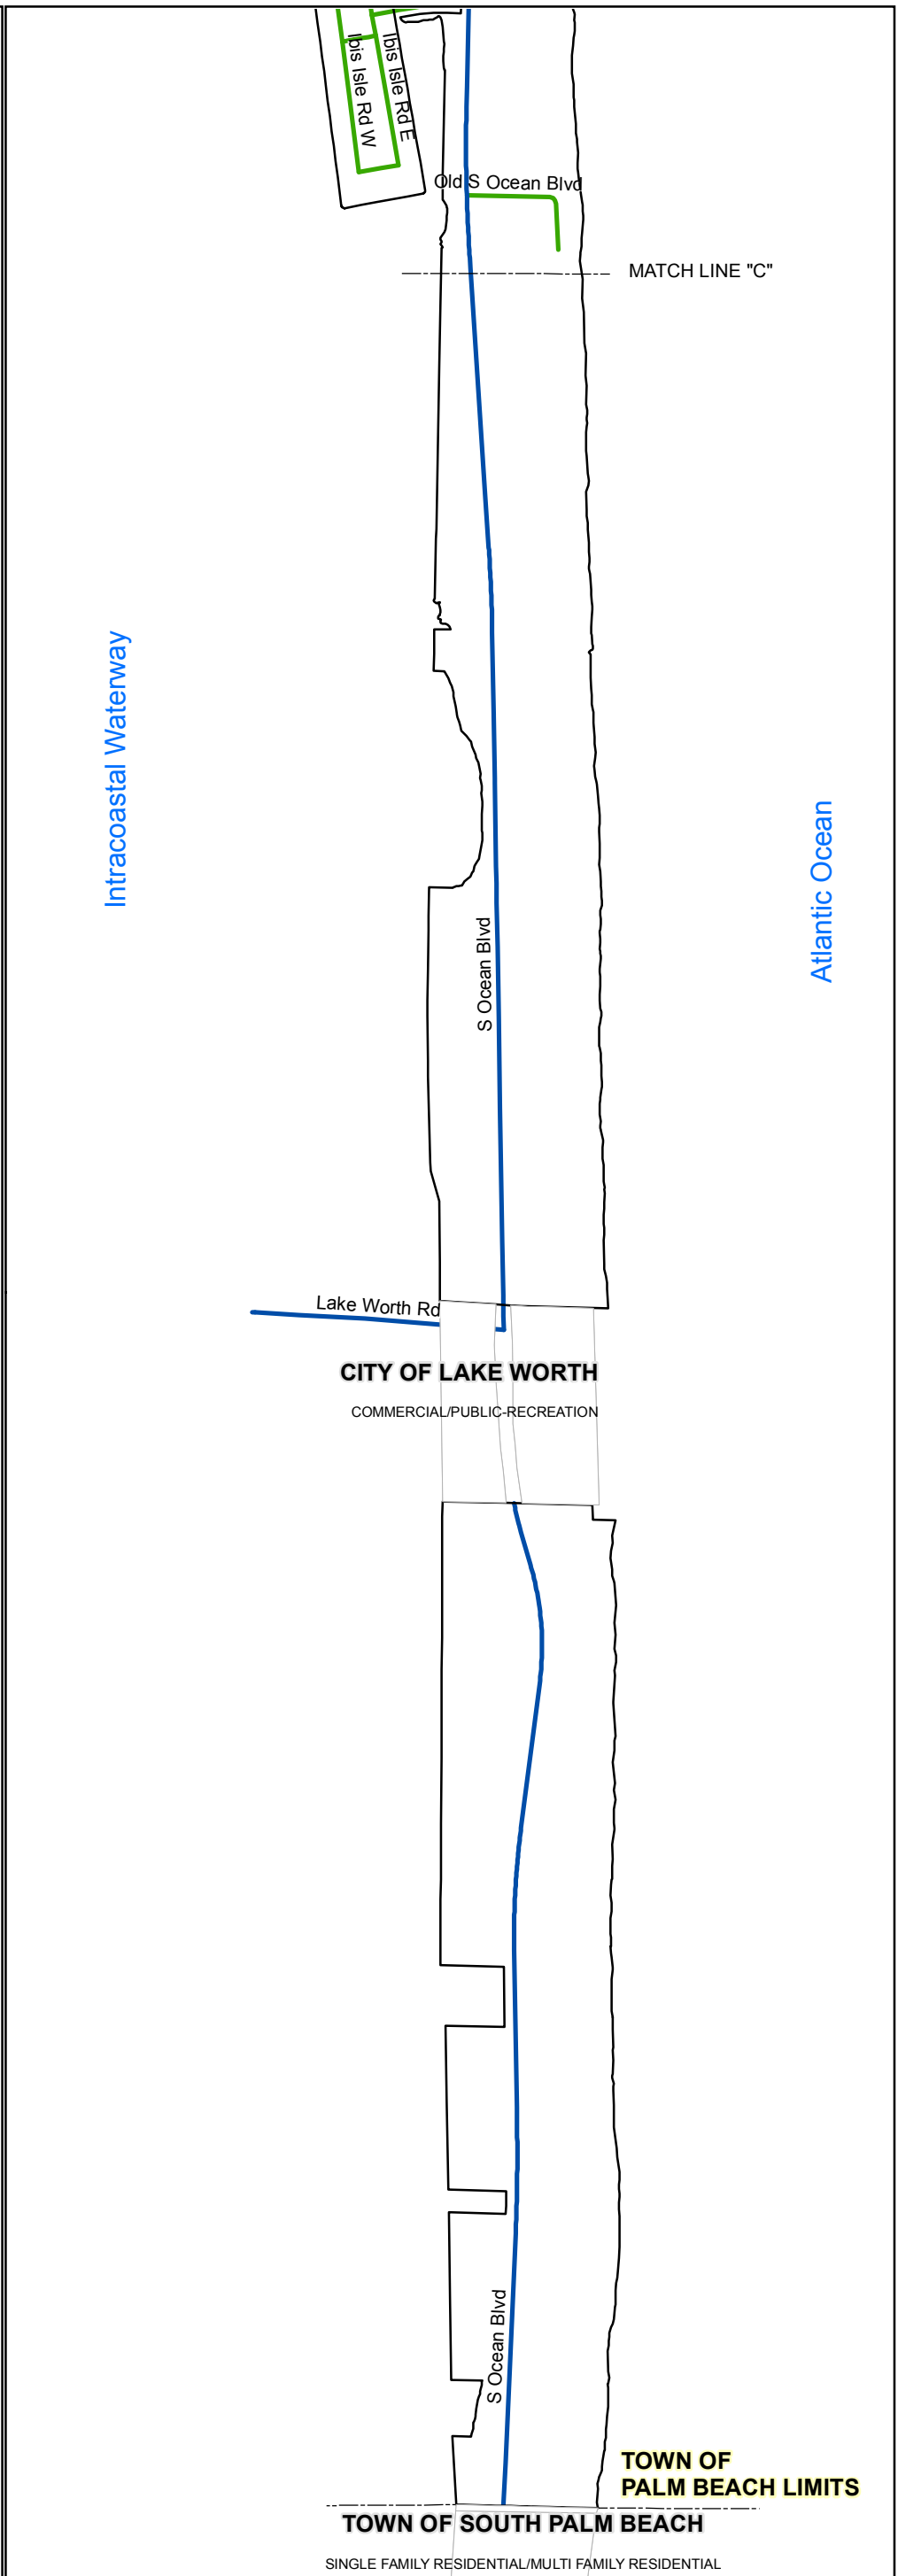 Ibis Isle Rd W
Ibis Isle Rd E
Old S Ocean Blvd
MATCH LINE "C"
Intracoastal Waterway
Atlantic Ocean
S Ocean Blvd
Lake Worth Rd
CITY OF LAKE WORTH
COMMERCIAL/PUBLIC-RECREATION
S Ocean Blvd
TOWN OF
PALM BEACH LIMITS
TOWN OF SOUTH PALM BEACH
SINGLE FAMILY RESIDENTIAL/MULTI FAMILY RESIDENTIAL